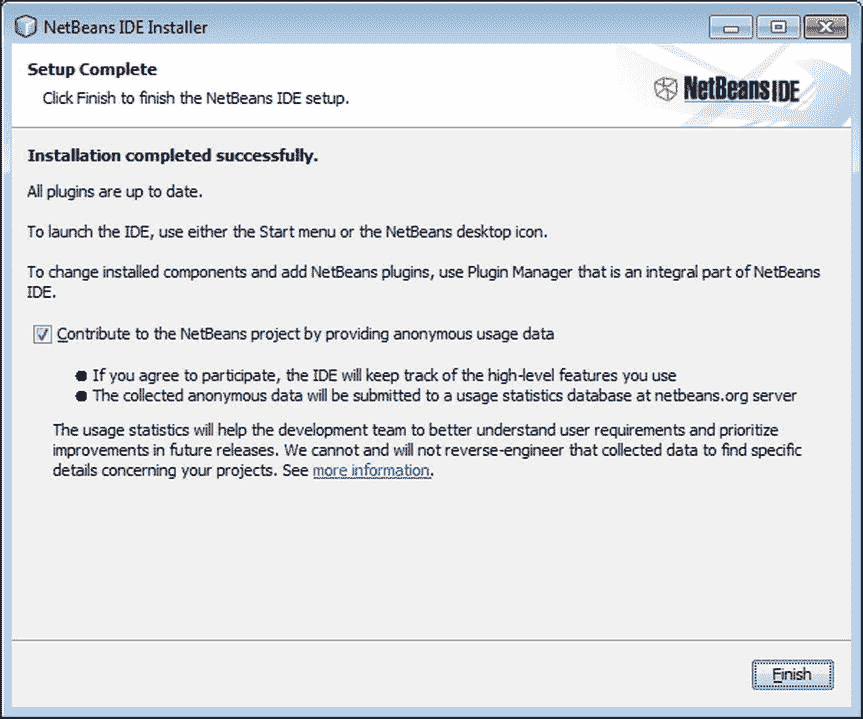 NetBeans IDE Installer
Setup Complete
Click Finish to finish the NetBeans IDE setup.
NetBeans IDE
Installation completed successfully.
All plugins are up to date.
To launch the IDE, use either the Start menu or the NetBeans desktop icon.
To change installed components and add NetBeans plugins, use Plugin Manager that is an integral part of NetBeans
IDE.
Contribute to the NetBeans project by providing anonymous usage data
● If you agree to participate, the IDE will keep track of the high-level features you use
● The collected anonymous data will be submitted to a usage statistics database at netbeans.org server
The usage statistics will help the development team to better understand user requirements and prioritize
improvements in future releases. We cannot and will not reverse-engineer that collected data to find specific
details concerning your projects. See more information.
Finish